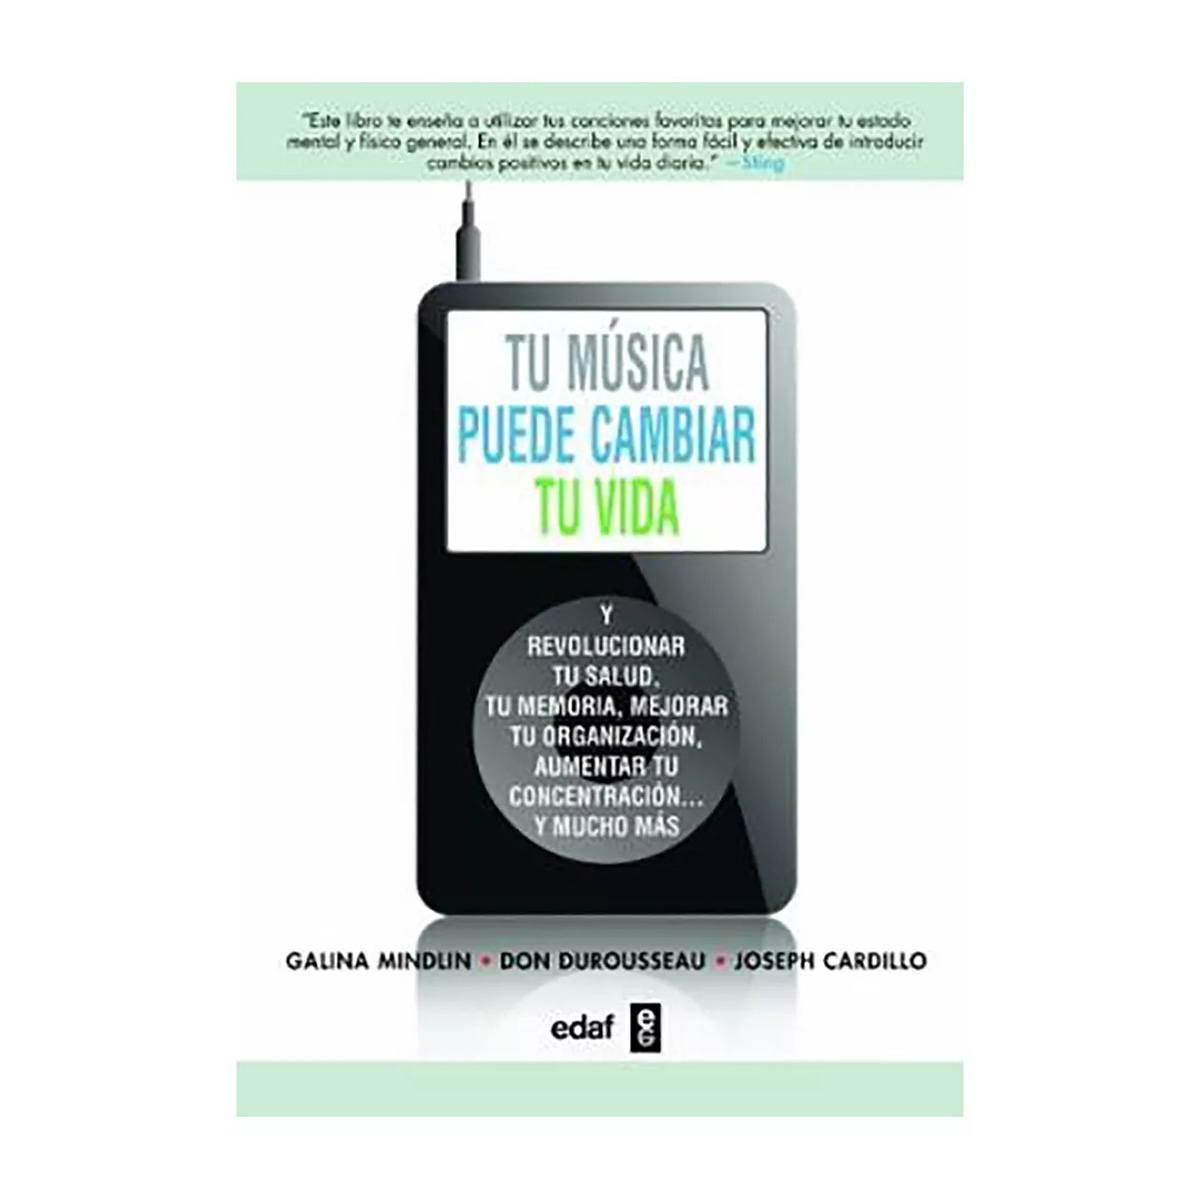 "Este libro te enseña a utilizar tus canciones favoritas para mejorar tu estado
mental y físico general. En él se describe una forma fácil y efectiva de introducir
cambios positivos en tu vida diaria." – Sting
TU MÚSICA
PUEDE CAMBIAR
TU VIDA
Y
REVOLUCIONAR
TU SALUD,
TU MEMORIA, MEJORAR
TU ORGANIZACIÓN,
AUMENTAR TU
CONCENTRACIÓN...
Y MUCHO MÁS
GALINA MINDLIN • DON DUROUSSEAU • JOSEPH CARDILLO
edaf